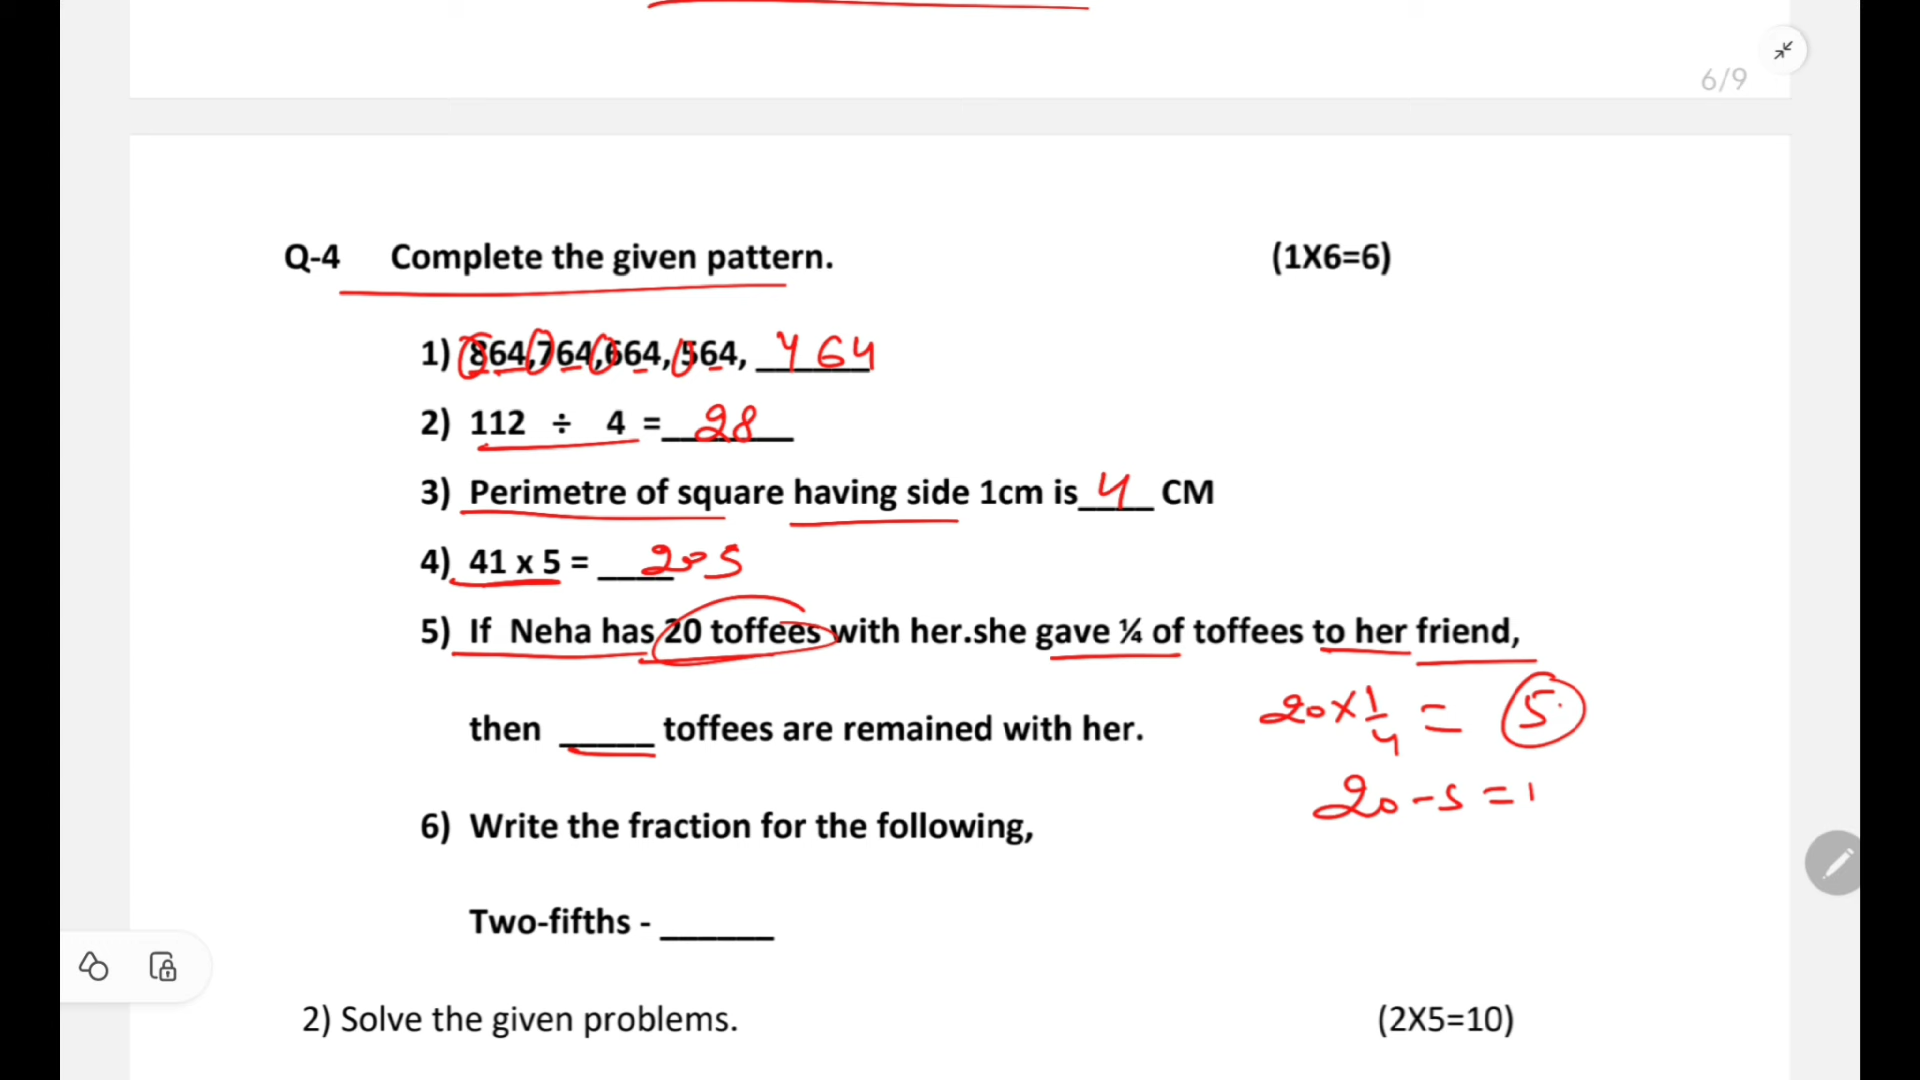 6/9
Q-4 Complete the given pattern. (1X6=6)
1) 864,764,664,564, 464
2) 112 ÷ 4 = 28
3) Perimetre of square having side 1cm is 4 CM
4) 41 x 5 = 205
5) If Neha has 20 toffees with her.she gave ¼ of toffees to her friend,
20 x 1/4 = 5
then _____ toffees are remained with her.
20 - 5 = 1
6) Write the fraction for the following,
Two-fifths - ______
2) Solve the given problems. (2X5=10)